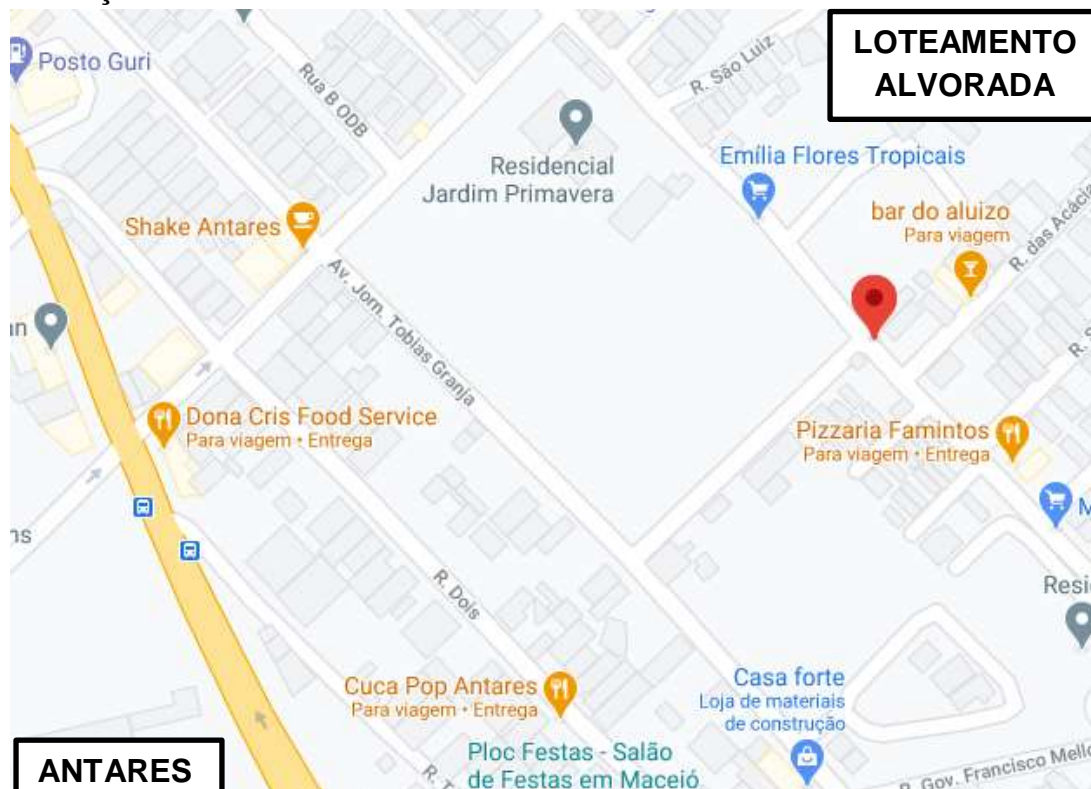 LOTEAMENTO
ALVORADA
Posto Guri
Rua B ODB
R. São Luiz
Residencial
Jardim Primavera
Emília Flores Tropicais
bar do aluizo
Para viagem
R. das Acácia
Shake Antares
Av. Jorn. Tobias Granja
Dona Cris Food Service
Para viagem • Entrega
Pizzaria Famintos
Para viagem • Entrega
R. Dois
Cuca Pop Antares
Para viagem • Entrega
Casa forte
Loja de materiais
de construção
Ploc Festas - Salão
de Festas em Maceió
R. Gov. Francisco Mello
ANTARES